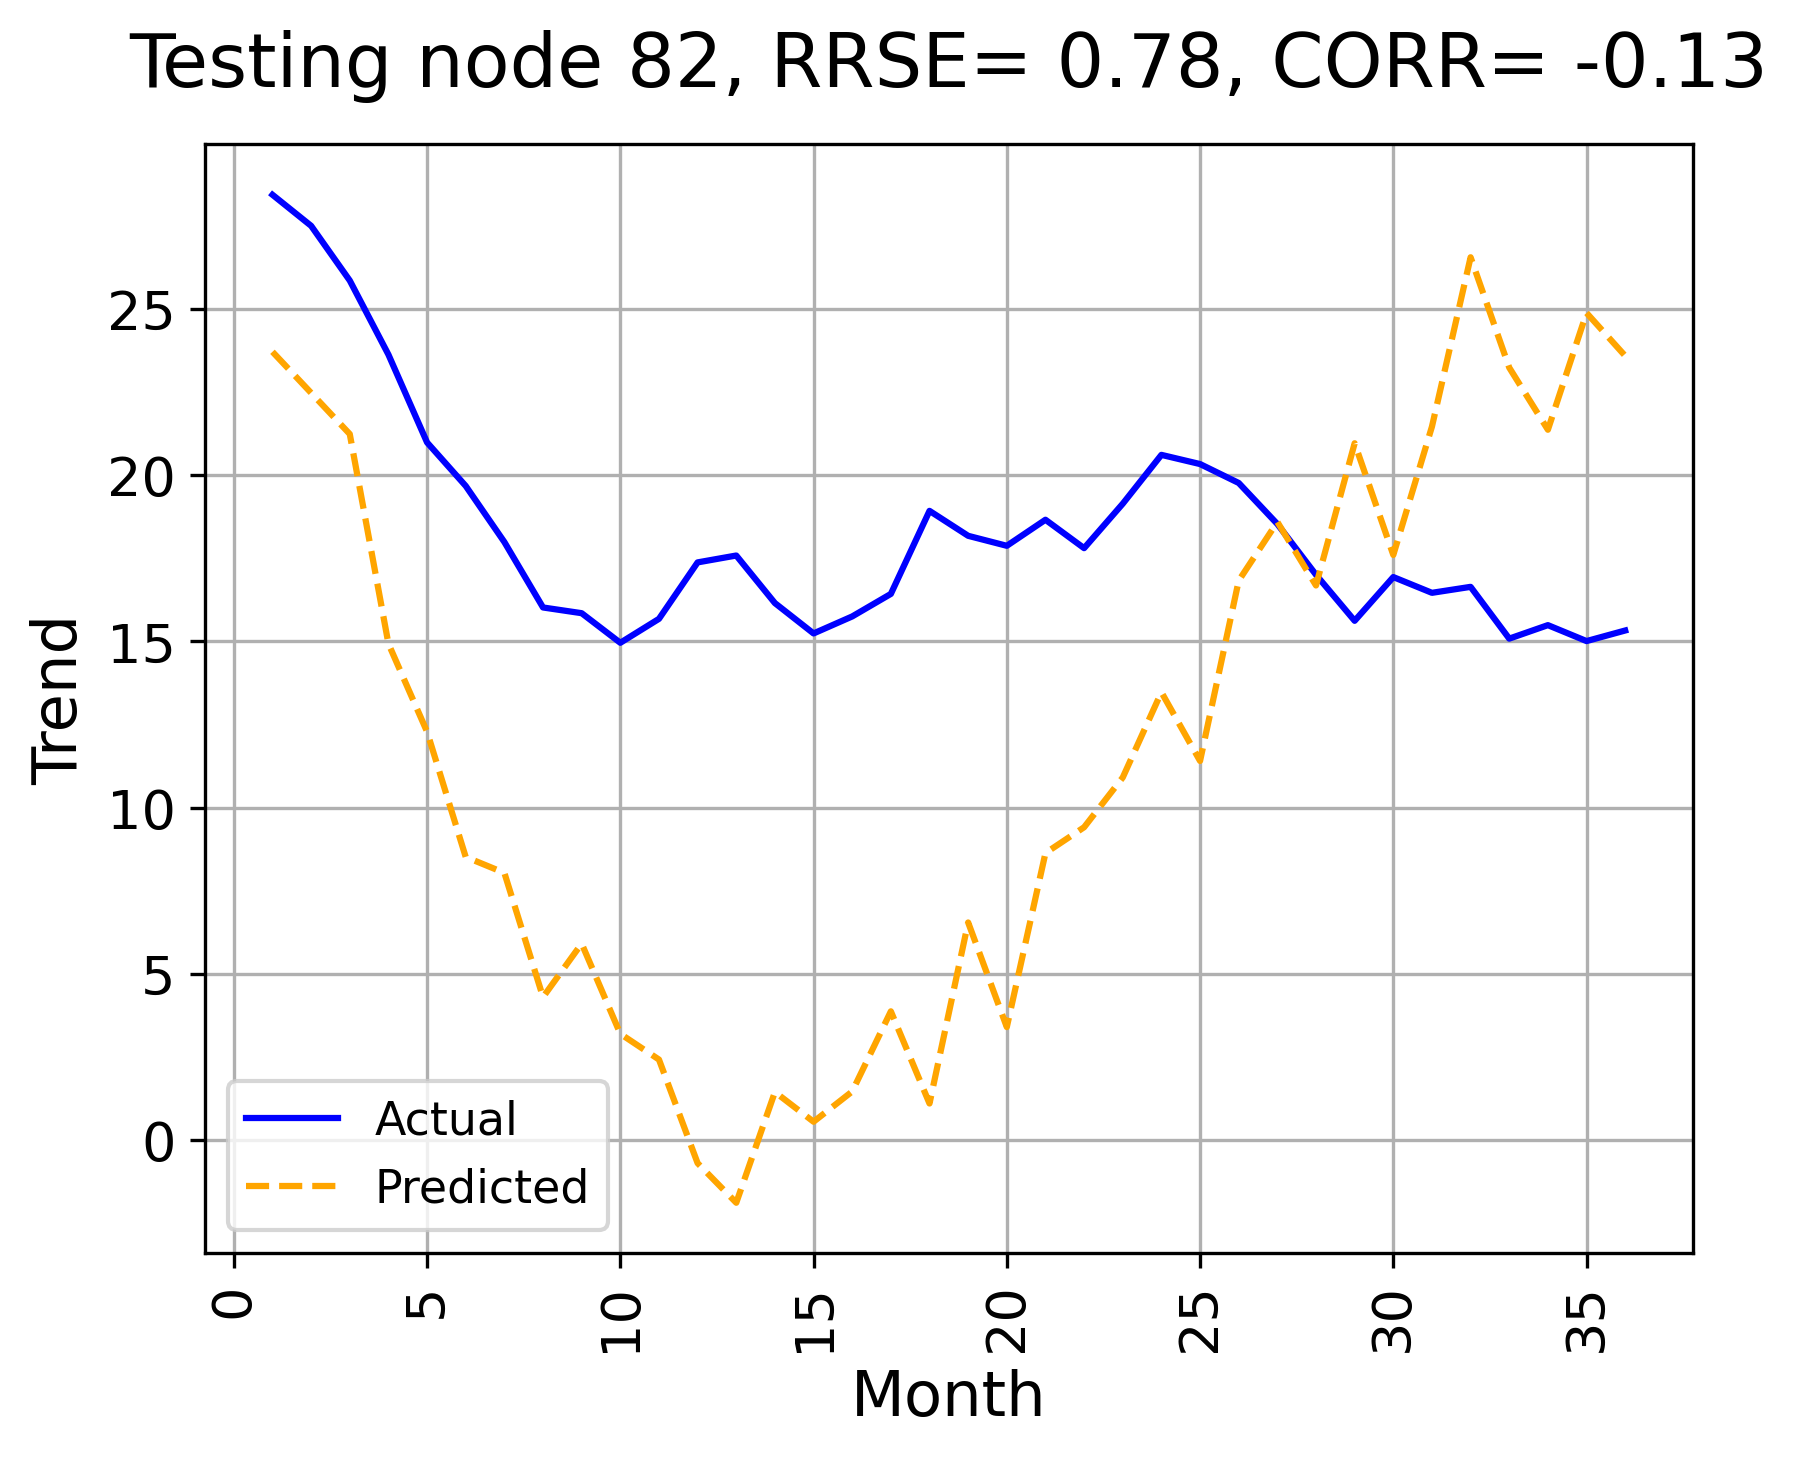 Testing node 82, RRSE= 0.78, CORR= -0.13
Trend
25
20
15
10
5
0
Actual
Predicted
0 5 10 15 20 25 30 35
Month